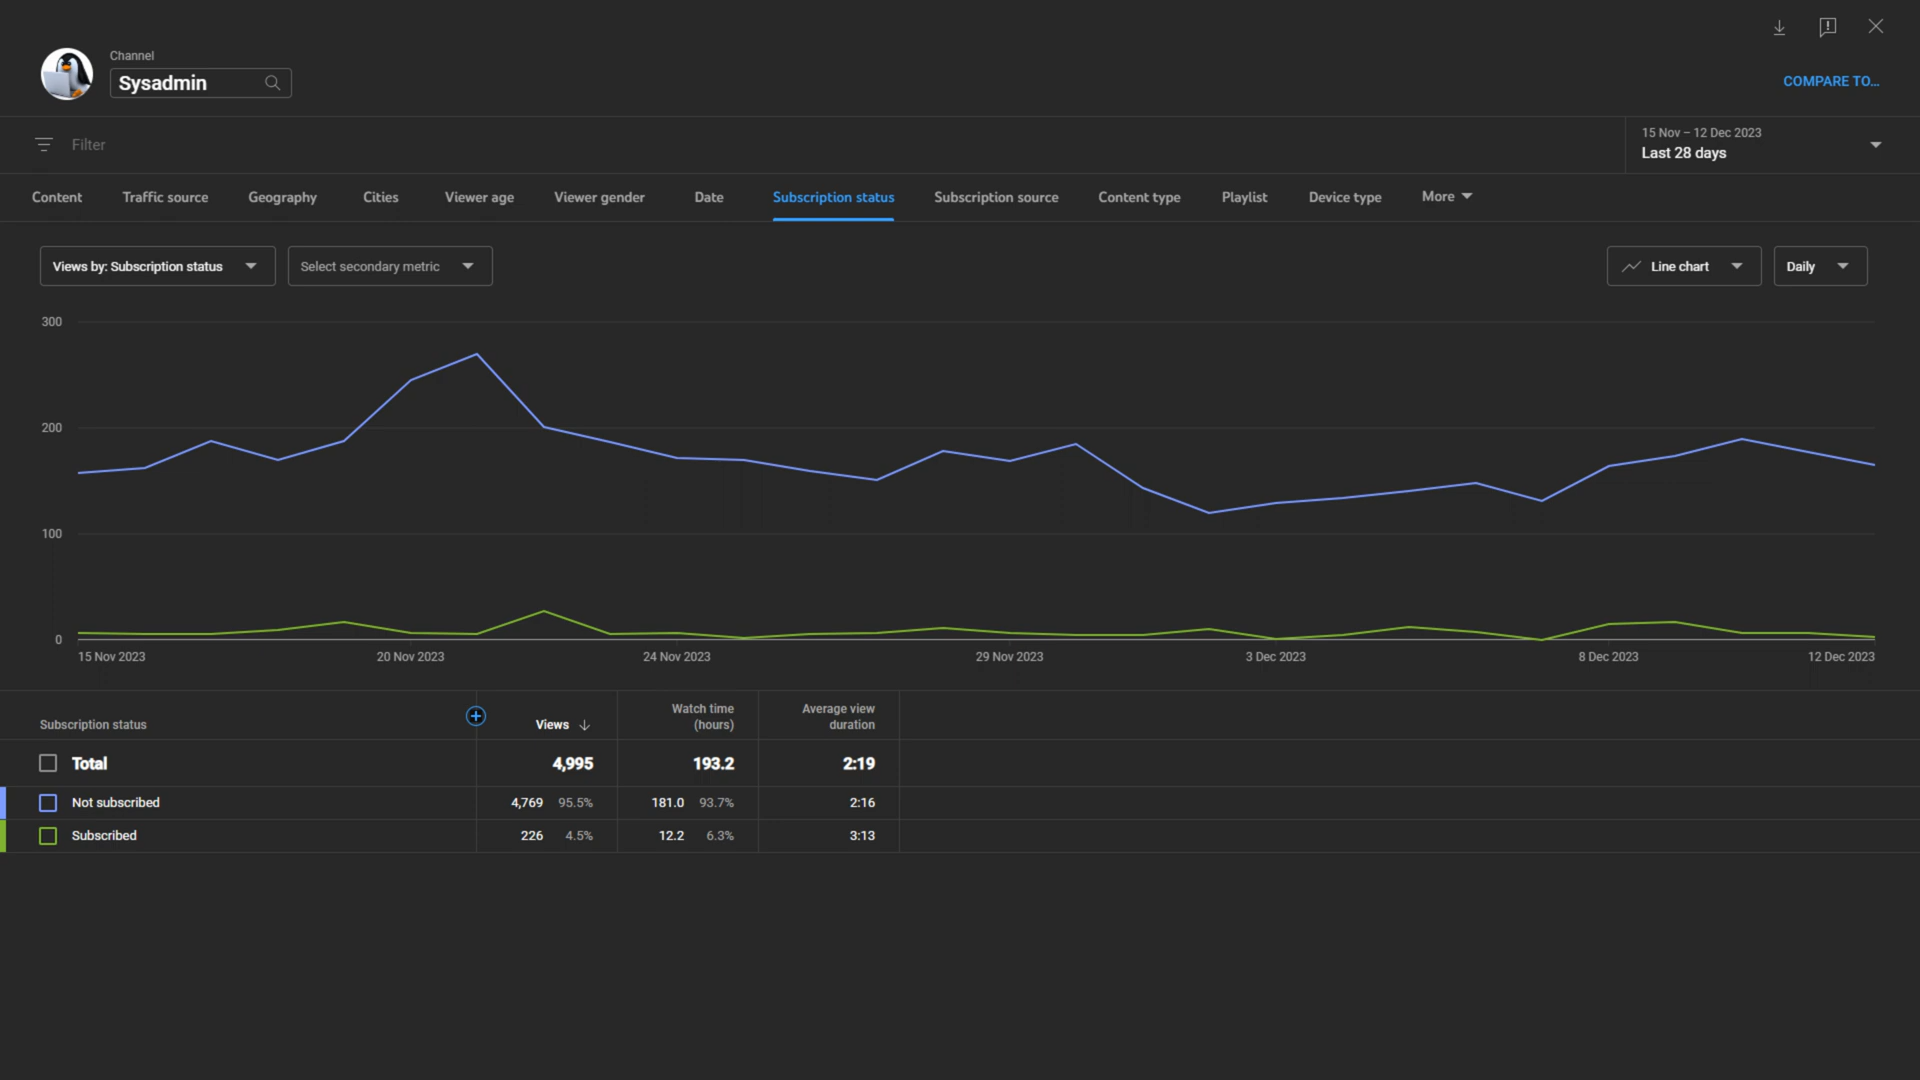 Channel
Sysadmin
COMPARE TO...
Filter
15 Nov – 12 Dec 2023
Last 28 days
Content Traffic source Geography Cities Viewer age Viewer gender Date Subscription status Subscription source Content type Playlist Device type More
Views by: Subscription status Select secondary metric Line chart Daily
300
200
100
0
15 Nov 2023 20 Nov 2023 24 Nov 2023 29 Nov 2023 3 Dec 2023 8 Dec 2023 12 Dec 2023
Subscription status Views Watch time (hours) Average view duration
Total 4,995 193.2 2:19
Not subscribed 4,769 95.5% 181.0 93.7% 2:16
Subscribed 226 4.5% 12.2 6.3% 3:13